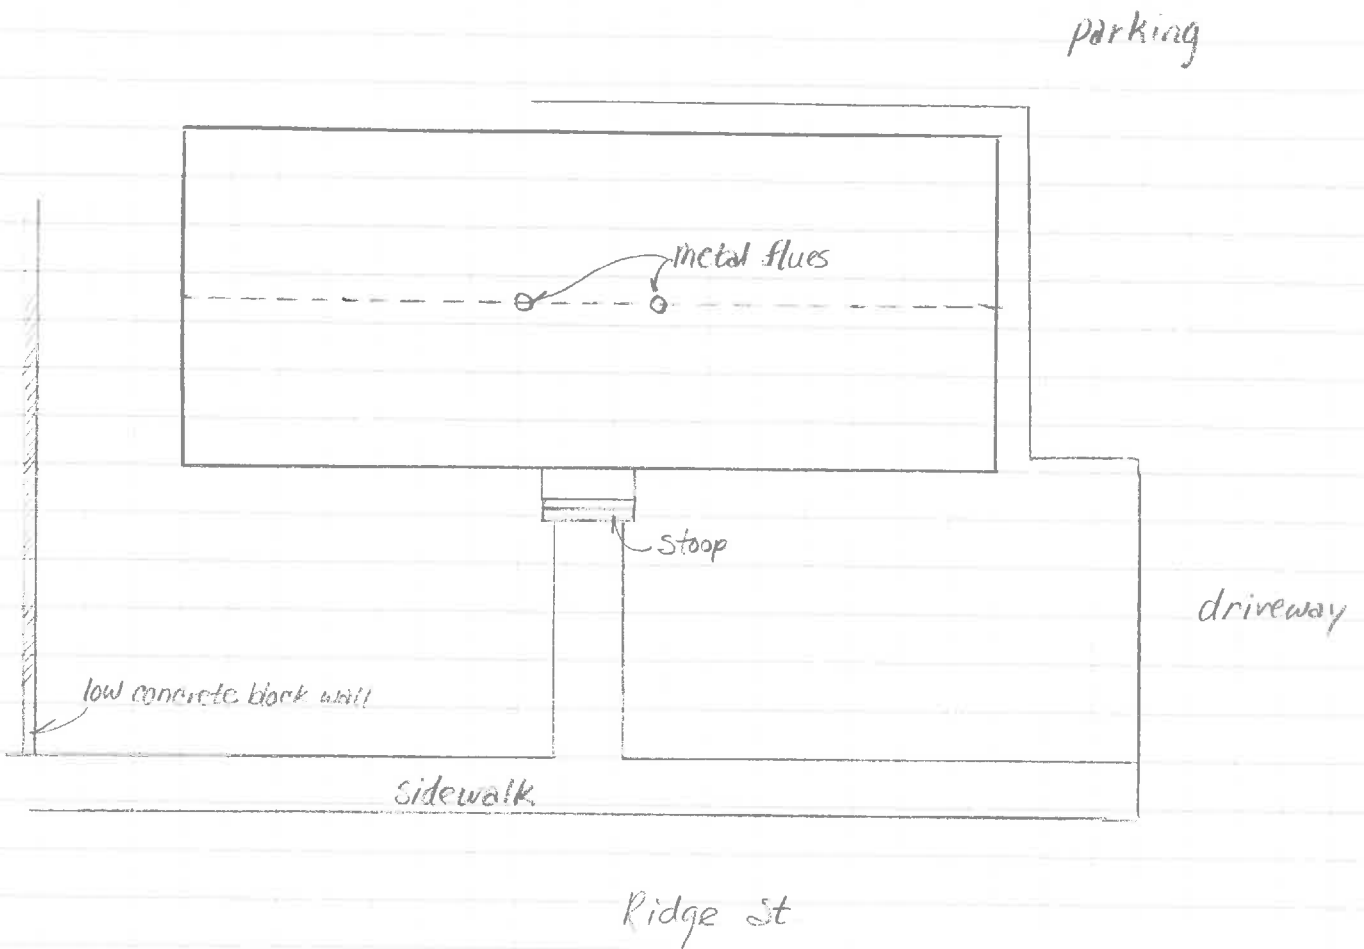 parking
metal flues
stoop
driveway
low concrete block wall
sidewalk
Ridge St